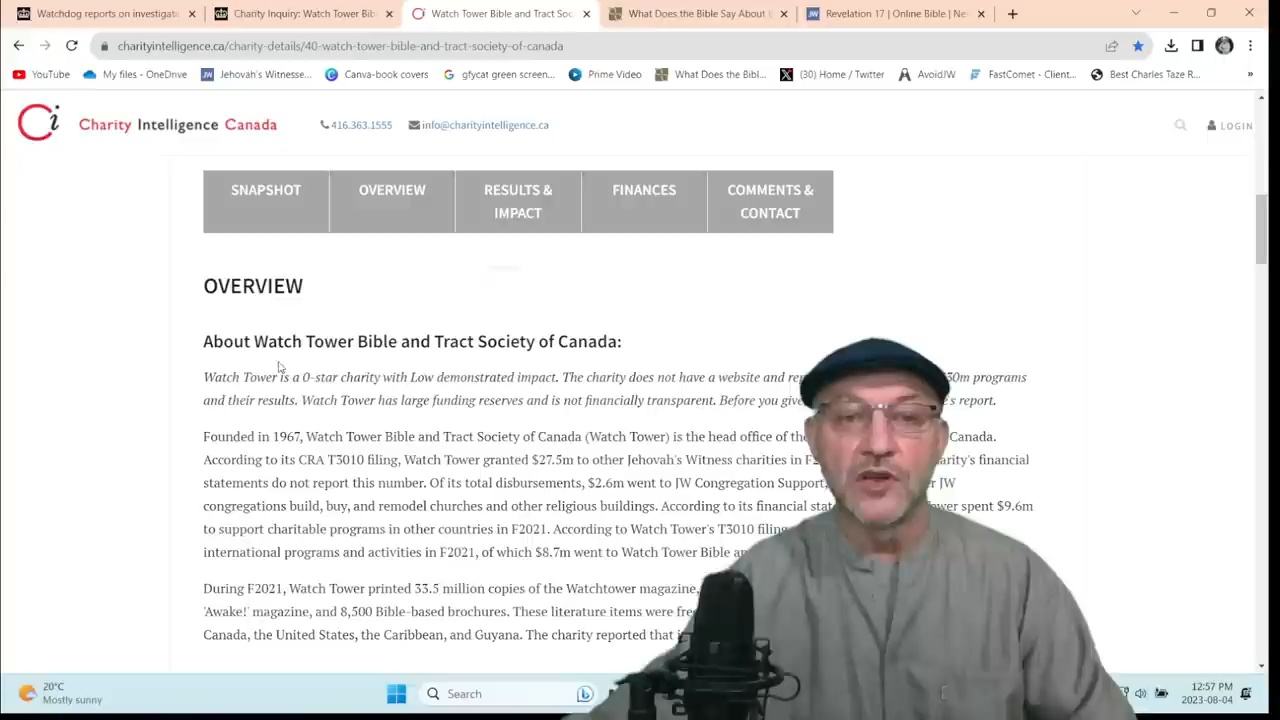 Watchdog reports on investigat
Charity Inquiry: Watch Tower Bib
Watch Tower Bible and Tract Soc
What Does the Bible Say About
Revelation 17 | Online Bible | Ne
charityintelligence.ca/charity-details/40-watch-tower-bible-and-tract-society-of-canada
YouTube
My files - OneDrive
JW Jehovah's Witnesse...
Canva-book covers
gfycat green screen...
Prime Video
What Does the Bibl...
(30) Home / Twitter
AvoidJW
FastComet - Client...
Best Charles Taze R...
Ci Charity Intelligence Canada
416.363.1555
info@charityintelligence.ca
LOGIN
SNAPSHOT
OVERVIEW
RESULTS &
IMPACT
FINANCES
COMMENTS &
CONTACT
OVERVIEW
About Watch Tower Bible and Tract Society of Canada:
Watch Tower is a 0-star charity with Low demonstrated impact. The charity does not have a website and rep 30m programs
and their results. Watch Tower has large funding reserves and is not financially transparent. Before you give 's report.
Founded in 1967, Watch Tower Bible and Tract Society of Canada (Watch Tower) is the head office of the Canada.
According to its CRA T3010 filing, Watch Tower granted $27.5m to other Jehovah's Witness charities in F2 arity's financial
statements do not report this number. Of its total disbursements, $2.6m went to JW Congregation Support, r JW
congregations build, buy, and remodel churches and other religious buildings. According to its financial stat ower spent $9.6m
to support charitable programs in other countries in F2021. According to Watch Tower's T3010 filing
international programs and activities in F2021, of which $8.7m went to Watch Tower Bible an
During F2021, Watch Tower printed 33.5 million copies of the Watchtower magazine,
'Awake!' magazine, and 8,500 Bible-based brochures. These literature items were fre
Canada, the United States, the Caribbean, and Guyana. The charity reported that i
20°C
Mostly sunny
Search
12:57 PM
2023-08-04